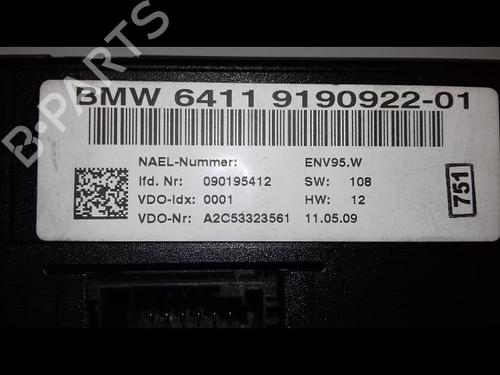 B-PARTS
BMW 6411 9190922-01
NAEL-Nummer: ENV95.W
lfd. Nr: 090195412 SW: 108
VDO-Idx: 0001 HW: 12
VDO-Nr: A2C53323561 11.05.09
751